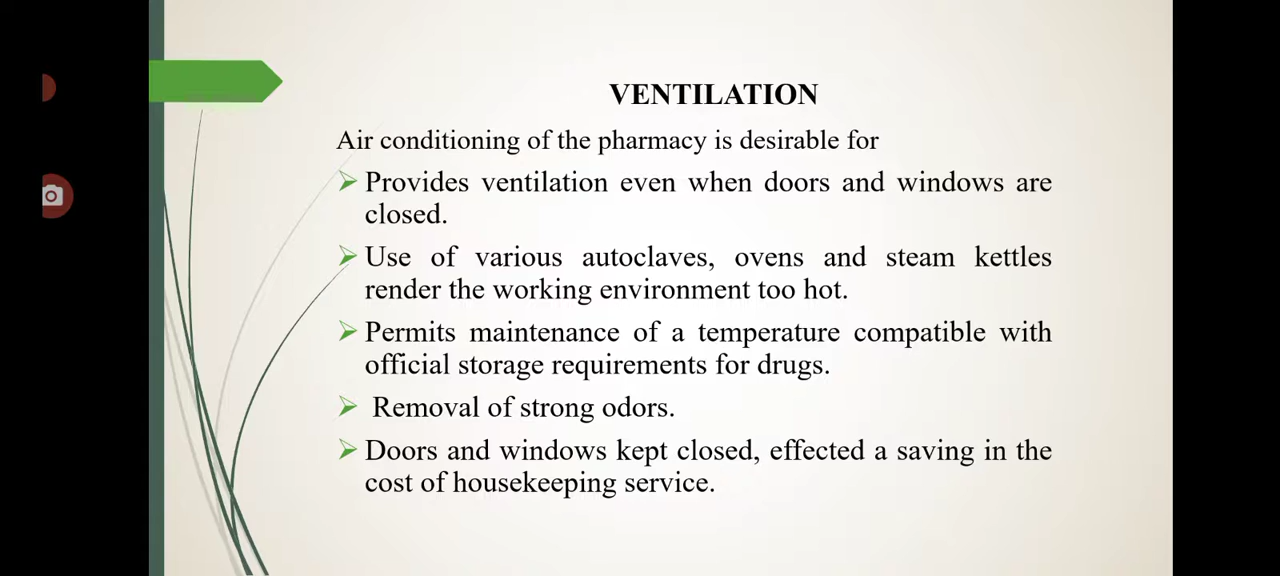 VENTILATION
Air conditioning of the pharmacy is desirable for
Provides ventilation even when doors and windows are
closed.
Use of various autoclaves, ovens and steam kettles
render the working environment too hot.
Permits maintenance of a temperature compatible with
official storage requirements for drugs.
Removal of strong odors.
Doors and windows kept closed, effected a saving in the
cost of housekeeping service.